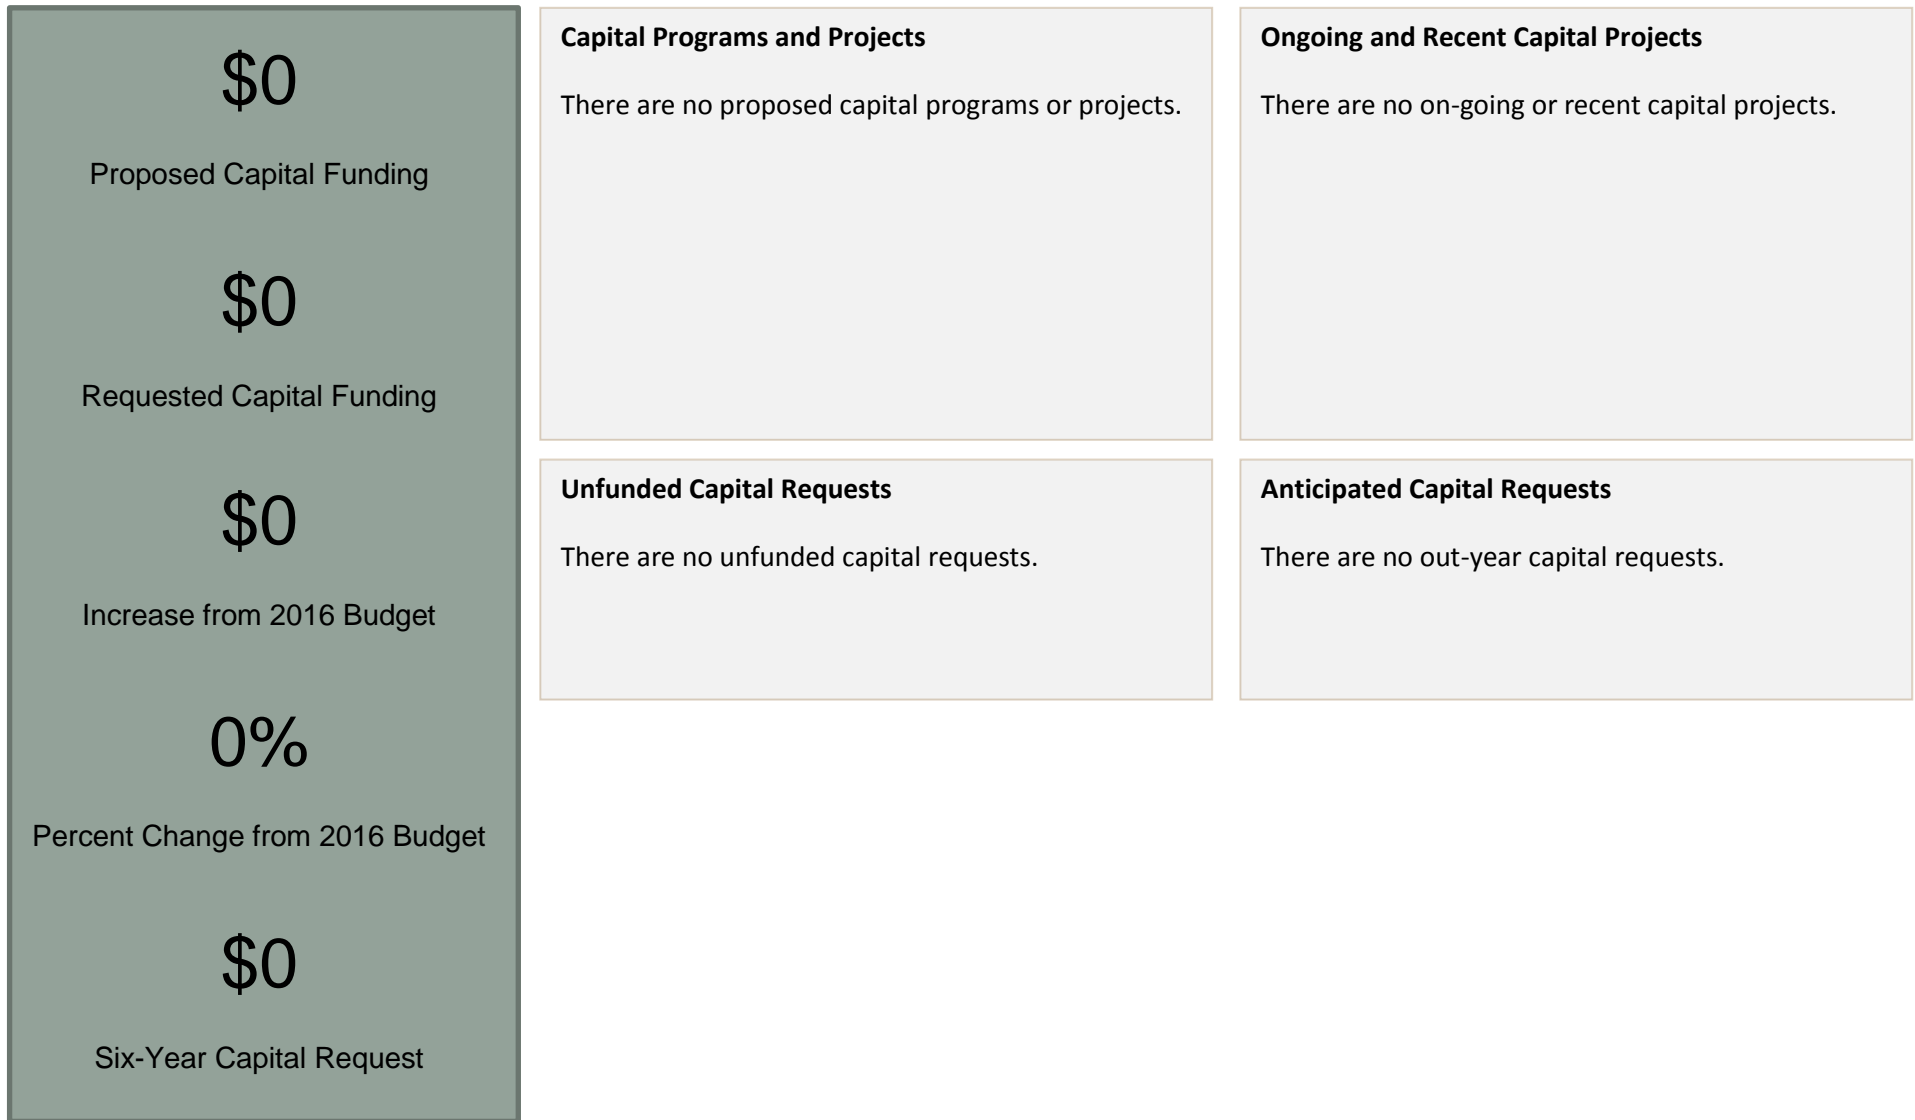 $0
Proposed Capital Funding
$0
Requested Capital Funding
$0
Increase from 2016 Budget
0%
Percent Change from 2016 Budget
$0
Six-Year Capital Request
Capital Programs and Projects
There are no proposed capital programs or projects.
Ongoing and Recent Capital Projects
There are no on-going or recent capital projects.
Unfunded Capital Requests
There are no unfunded capital requests.
Anticipated Capital Requests
There are no out-year capital requests.